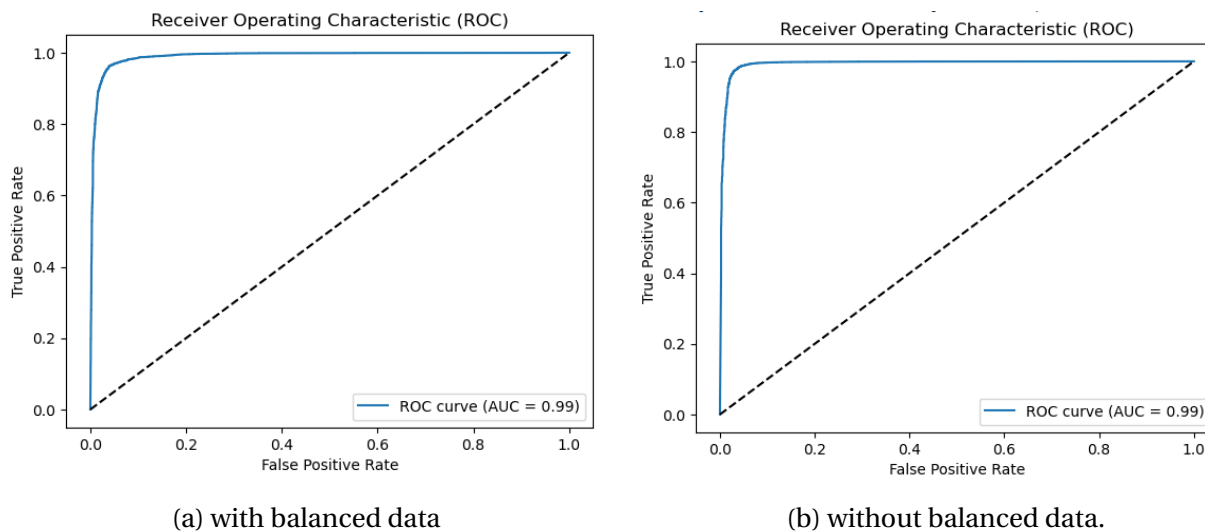 Receiver Operating Characteristic (ROC)
1.0
0.8
0.6
0.4
0.2
0.0
True Positive Rate
ROC curve (AUC = 0.99)
0.0 0.2 0.4 0.6 0.8 1.0
False Positive Rate
(a) with balanced data
Receiver Operating Characteristic (ROC)
1.0
0.8
0.6
0.4
0.2
0.0
True Positive Rate
ROC curve (AUC = 0.99)
0.0 0.2 0.4 0.6 0.8 1.0
False Positive Rate
(b) without balanced data.